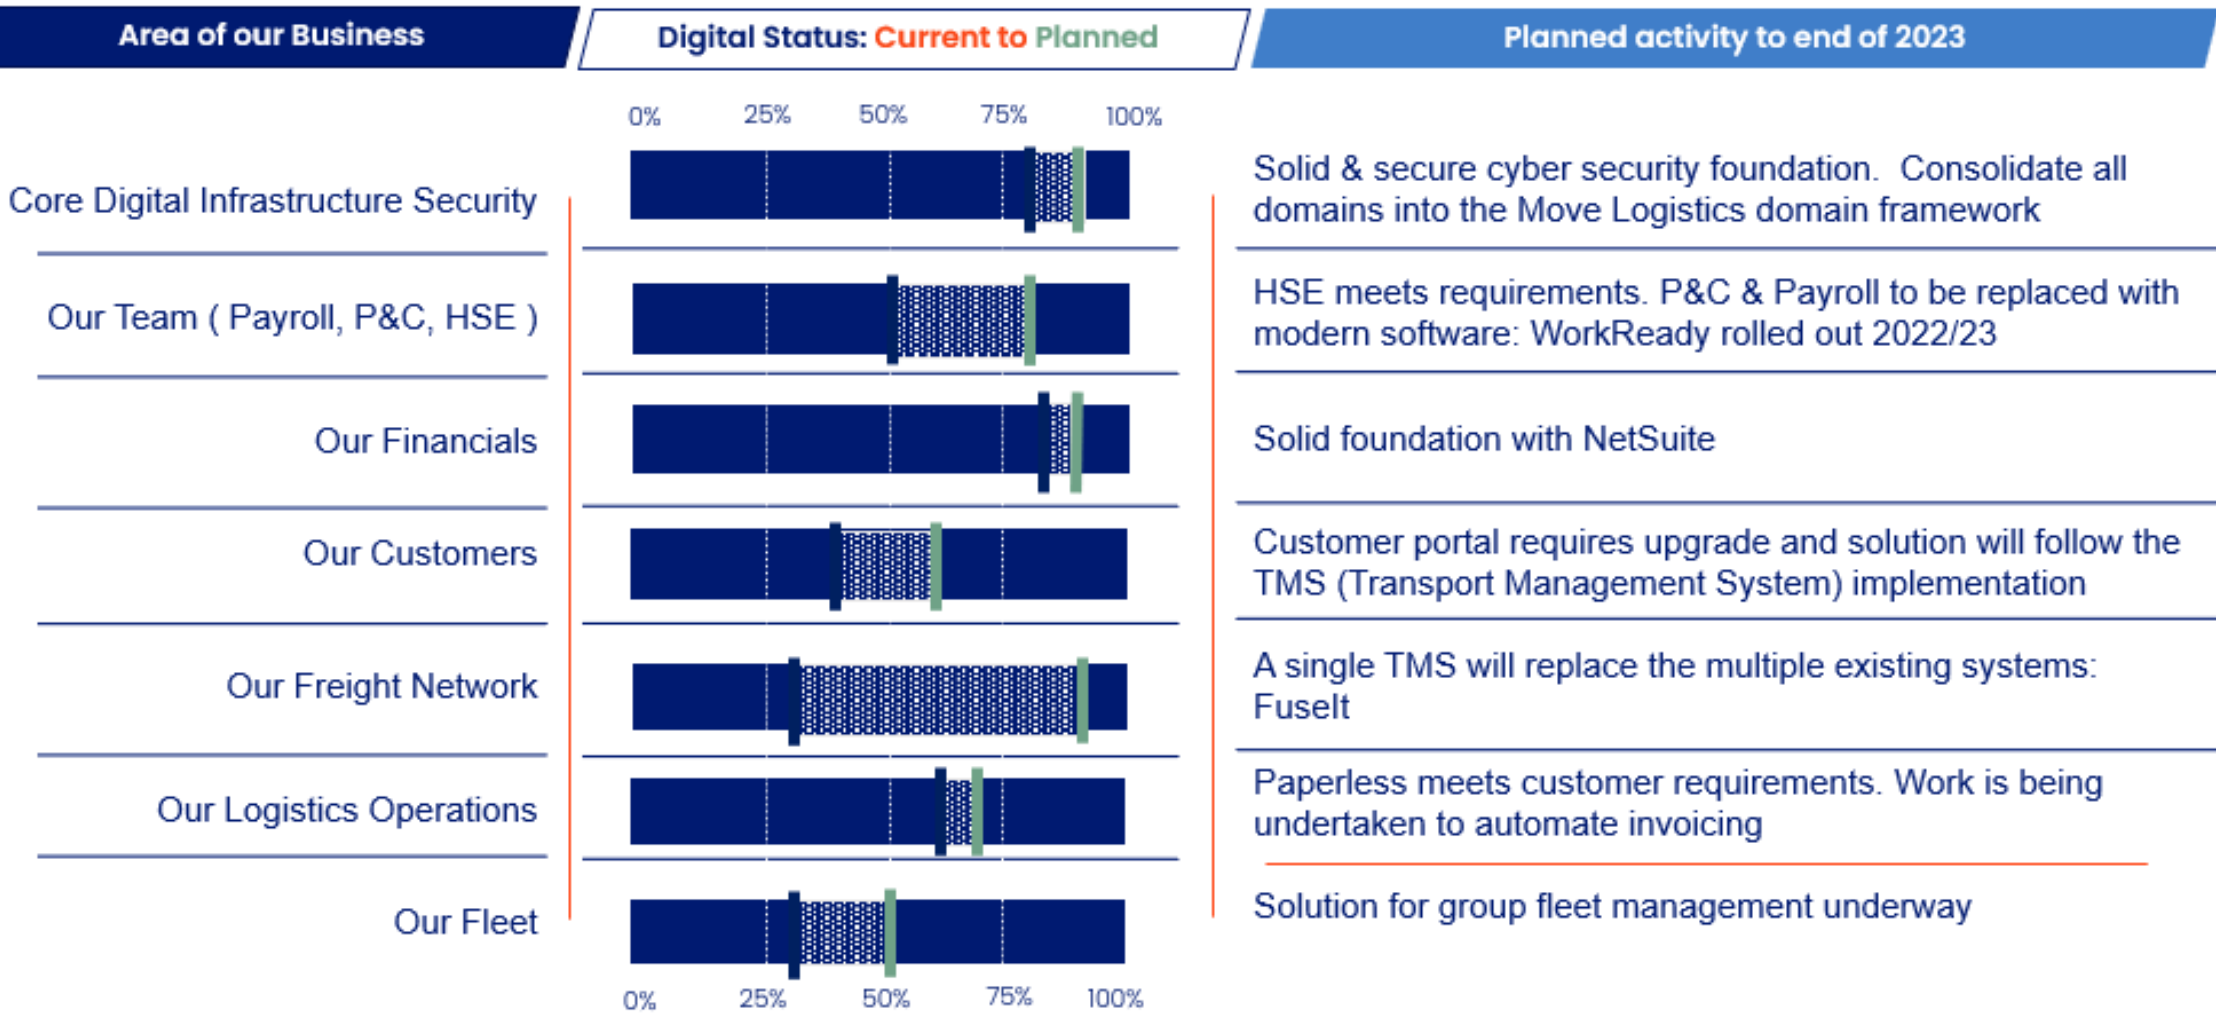 Area of our Business
Digital Status: Current to Planned
Planned activity to end of 2023
0% 25% 50% 75% 100%
Core Digital Infrastructure Security
Solid & secure cyber security foundation.  Consolidate all
domains into the Move Logistics domain framework
Our Team ( Payroll, P&C, HSE )
HSE meets requirements. P&C & Payroll to be replaced with
modern software: WorkReady rolled out 2022/23
Our Financials
Solid foundation with NetSuite
Our Customers
Customer portal requires upgrade and solution will follow the
TMS (Transport Management System) implementation
Our Freight Network
A single TMS will replace the multiple existing systems:
FuseIt
Our Logistics Operations
Paperless meets customer requirements. Work is being
undertaken to automate invoicing
Our Fleet
Solution for group fleet management underway
0% 25% 50% 75% 100%